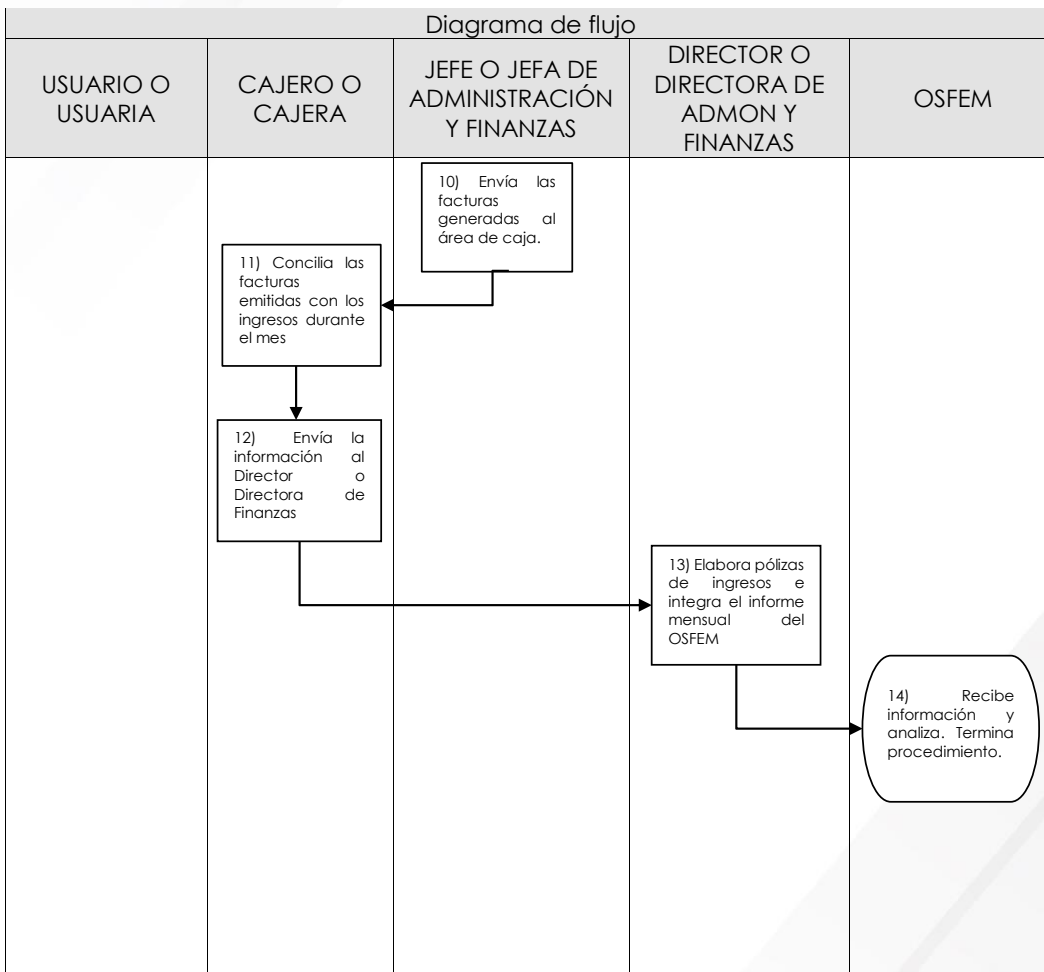 Diagrama de flujo
USUARIO O
USUARIA
CAJERO O
CAJERA
JEFE O JEFA DE
ADMINISTRACIÓN
Y FINANZAS
DIRECTOR O
DIRECTORA DE
ADMON Y
FINANZAS
OSFEM
10) Envía las
facturas
generadas al
área de caja.
11) Concilia las
facturas
emitidas con los
ingresos durante
el mes
12) Envía la
información al
Director o
Directora de
Finanzas
13) Elabora pólizas
de ingresos e
integra el informe
mensual del
OSFEM
14) Recibe
información y
analiza. Termina
procedimiento.